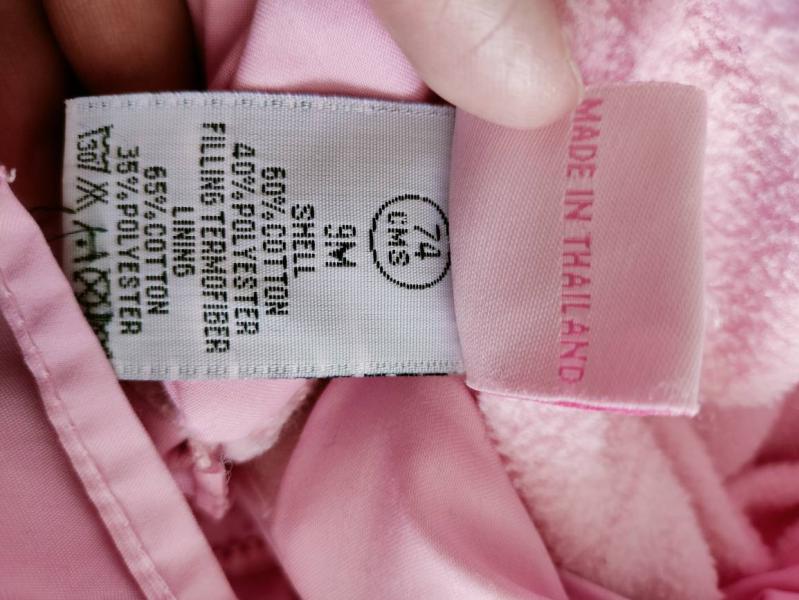 MADE IN THAILAND
74
CMS
9M
SHELL
60% COTTON
40% POLYESTER
FILLING TERMOFIBER
LINING
65% COTTON
35% POLYESTER